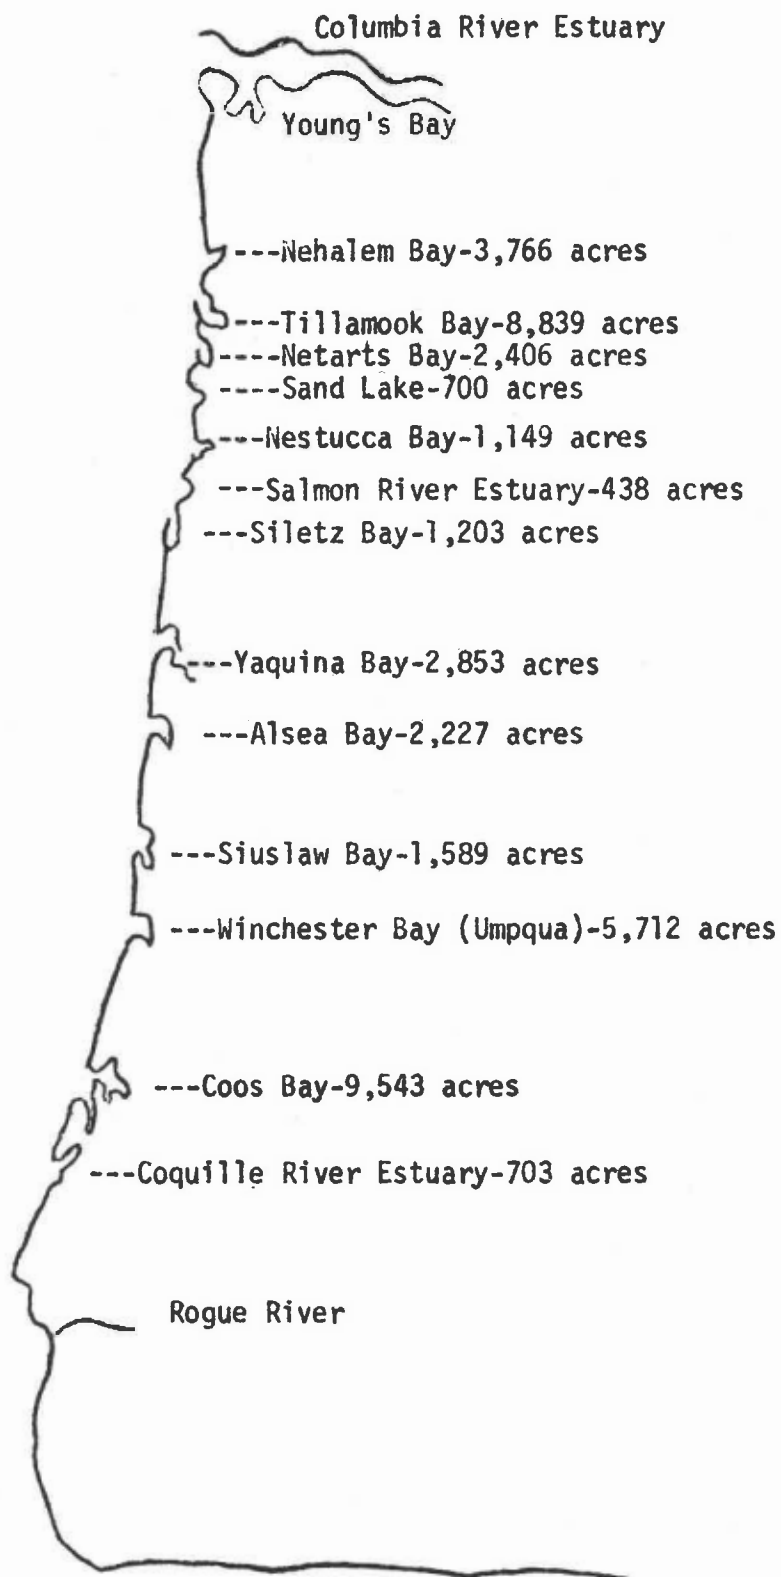 Columbia River Estuary
Young's Bay
---Nehalem Bay-3,766 acres
---Tillamook Bay-8,839 acres
----Netarts Bay-2,406 acres
----Sand Lake-700 acres
---Nestucca Bay-1,149 acres
---Salmon River Estuary-438 acres
---Siletz Bay-1,203 acres
---Yaquina Bay-2,853 acres
---Alsea Bay-2,227 acres
---Siuslaw Bay-1,589 acres
---Winchester Bay (Umpqua)-5,712 acres
---Coos Bay-9,543 acres
---Coquille River Estuary-703 acres
Rogue River